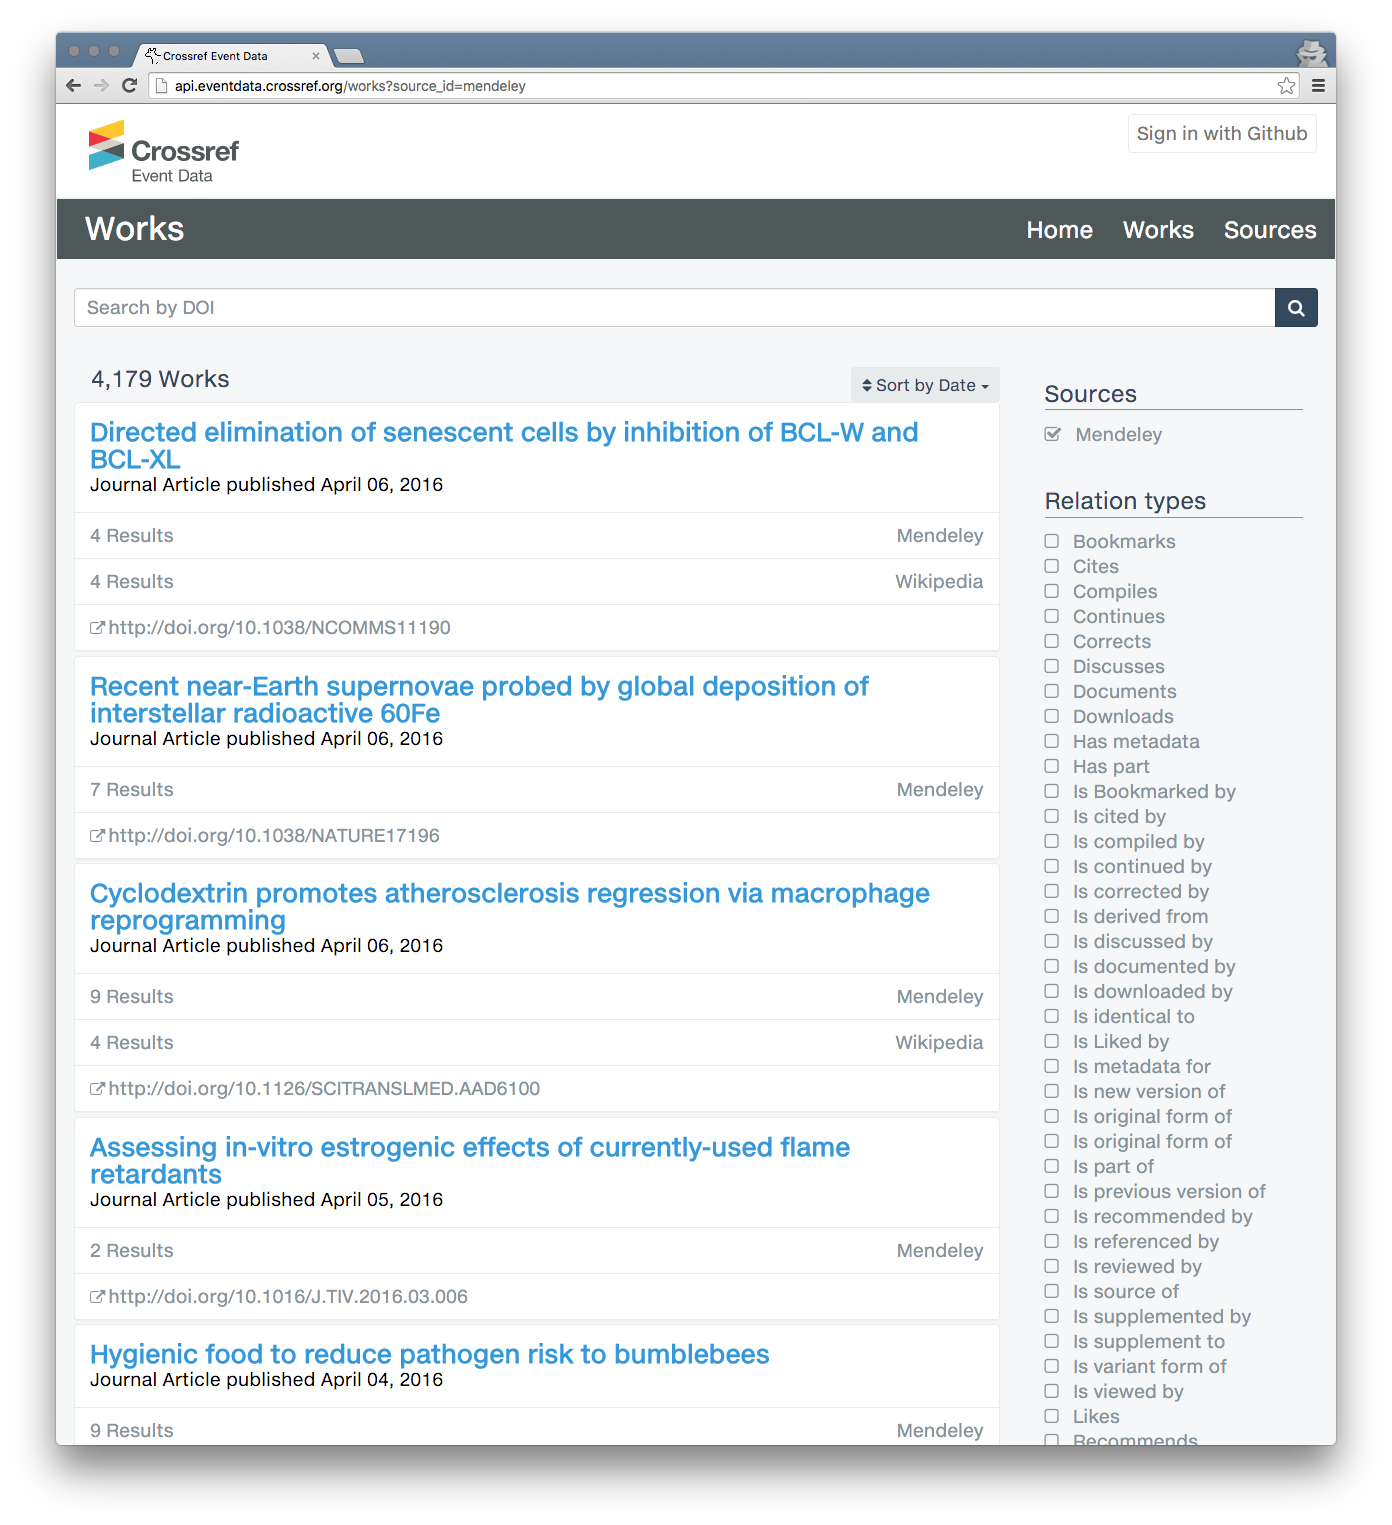 Crossref Event Data
api.eventdata.crossref.org/works?source_id=mendeley
Crossref
Event Data
Sign in with Github
Works
Home Works Sources
Search by DOI
4,179 Works
Sort by Date
Directed elimination of senescent cells by inhibition of BCL-W and
BCL-XL
Journal Article published April 06, 2016
4 Results Mendeley
4 Results Wikipedia
http://doi.org/10.1038/NCOMMS11190
Recent near-Earth supernovae probed by global deposition of
interstellar radioactive 60Fe
Journal Article published April 06, 2016
7 Results Mendeley
http://doi.org/10.1038/NATURE17196
Cyclodextrin promotes atherosclerosis regression via macrophage
reprogramming
Journal Article published April 06, 2016
9 Results Mendeley
4 Results Wikipedia
http://doi.org/10.1126/SCITRANSLMED.AAD6100
Assessing in-vitro estrogenic effects of currently-used flame
retardants
Journal Article published April 05, 2016
2 Results Mendeley
http://doi.org/10.1016/J.TIV.2016.03.006
Hygienic food to reduce pathogen risk to bumblebees
Journal Article published April 04, 2016
9 Results Mendeley
Sources
Mendeley
Relation types
Bookmarks
Cites
Compiles
Continues
Corrects
Discusses
Documents
Downloads
Has metadata
Has part
Is Bookmarked by
Is cited by
Is compiled by
Is continued by
Is corrected by
Is derived from
Is discussed by
Is documented by
Is downloaded by
Is identical to
Is Liked by
Is metadata for
Is new version of
Is original form of
Is original form of
Is part of
Is previous version of
Is recommended by
Is referenced by
Is reviewed by
Is source of
Is supplemented by
Is supplement to
Is variant form of
Is viewed by
Likes
Recommends